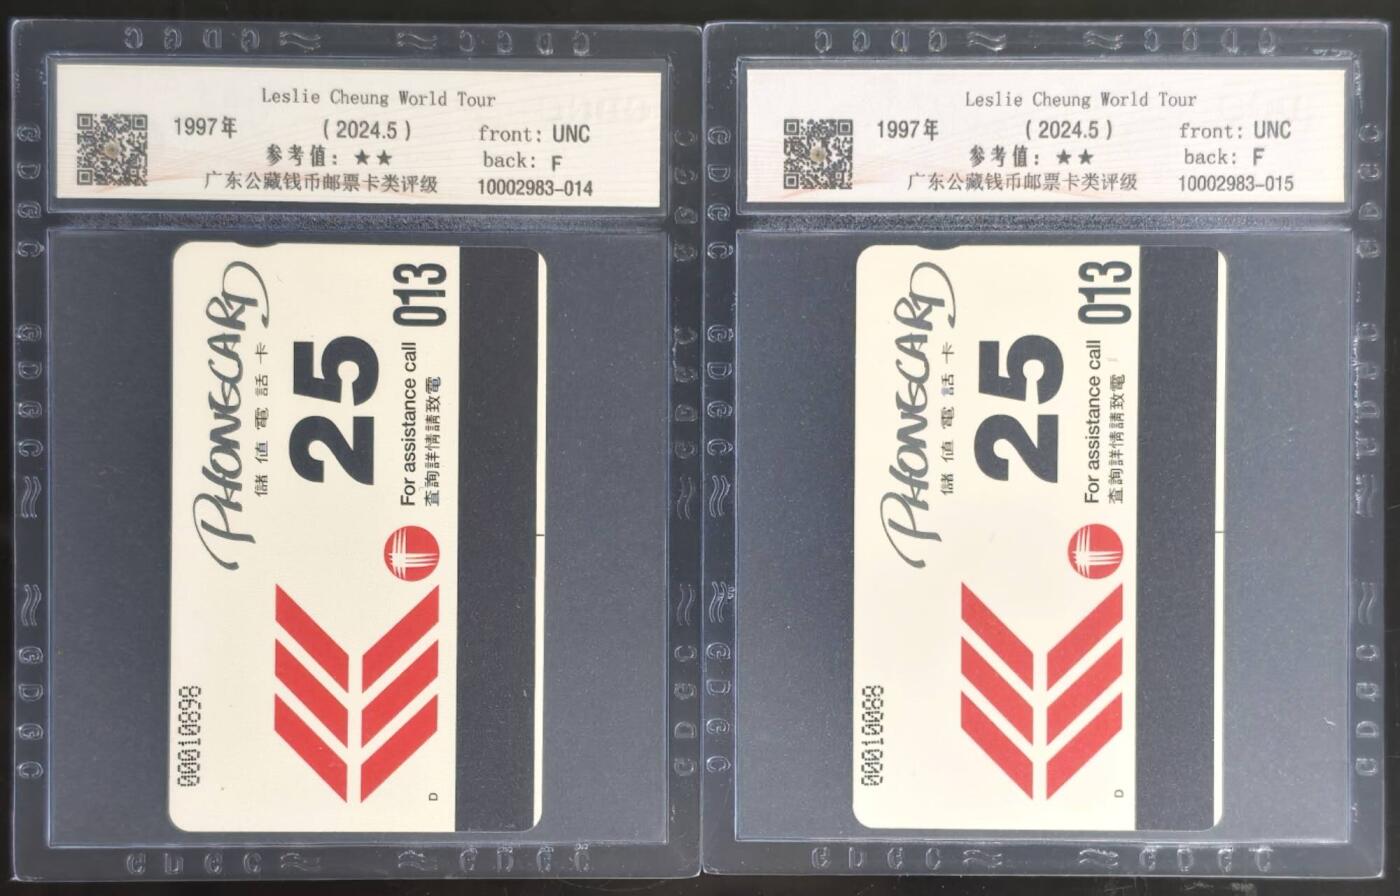 Leslie Cheung World Tour
1997年 (2024.5) front: UNC
参考值: ★★ back: F
广东公藏钱币邮票卡类评级 10002983-014
PHONECARD
儲值電話卡
25
013
For assistance call
查詢詳情請致電
00010898
D
Leslie Cheung World Tour
1997年 (2024.5) front: UNC
参考值: ★★ back: F
广东公藏钱币邮票卡类评级 10002983-015
PHONECARD
儲值電話卡
25
013
For assistance call
查詢詳情請致電
00010088
D